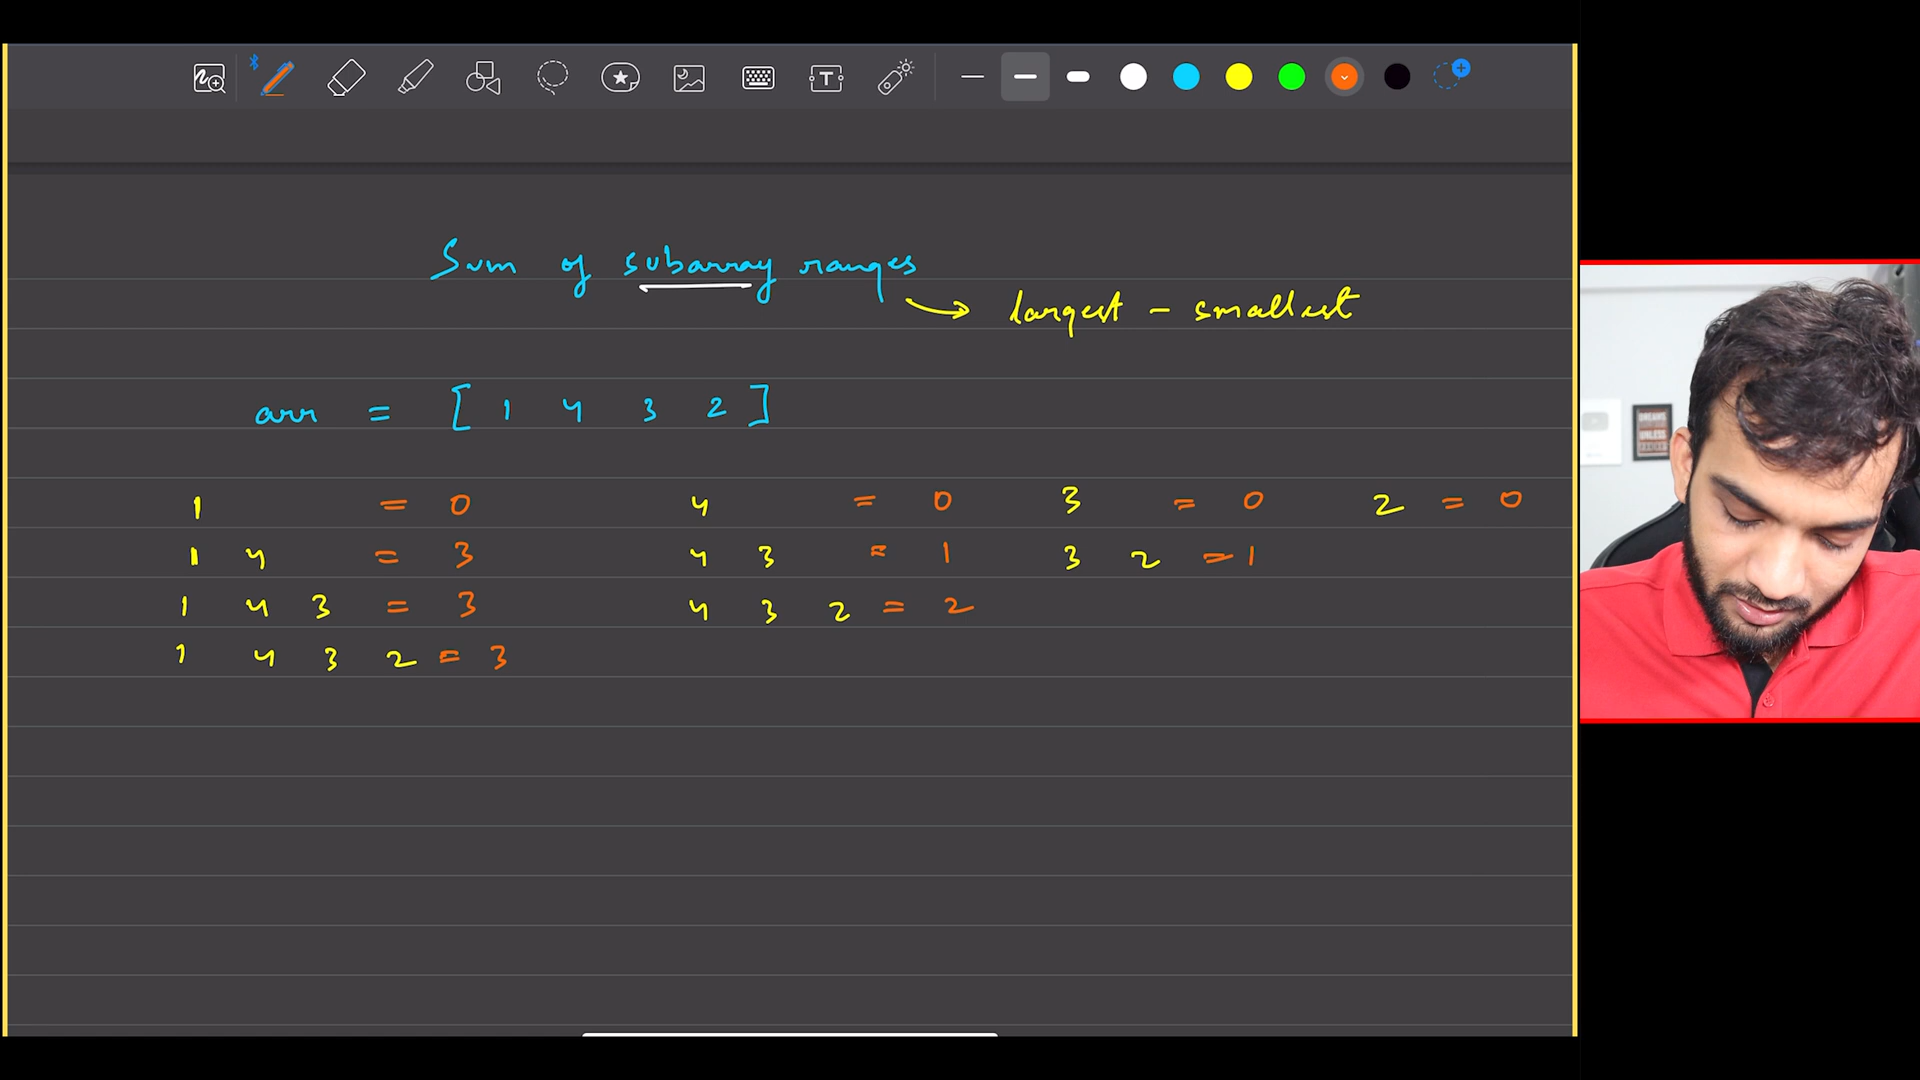 Sum of subarray ranges
→ largest - smallest
arr = [ 1 4 3 2 ]
1 = 0 4 = 0 3 = 0 2 = 0
1 4 = 3 4 3 = 1 3 2 = 1
1 4 3 = 3 4 3 2 = 2
1 4 3 2 = 3
T
DREAMS
UNLESS